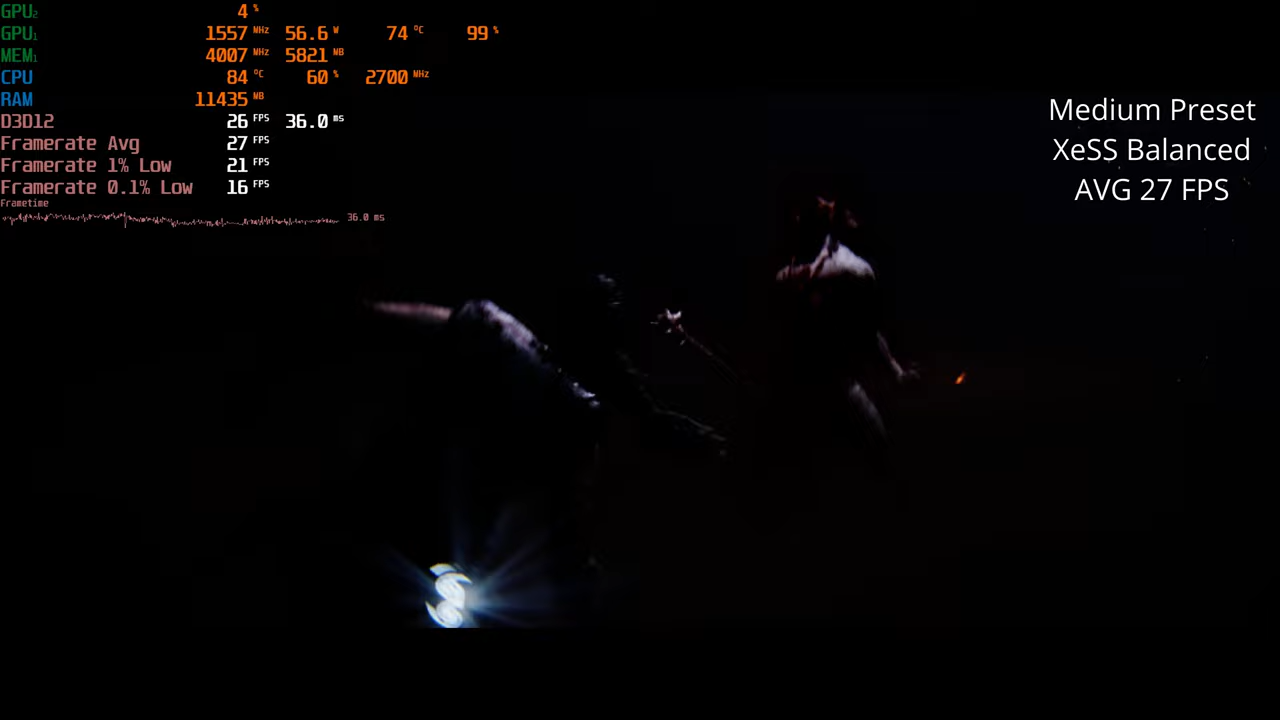 GPU₂ 4 %
GPU₁ 1557 MHz 56.6 W 74 °C 99 %
MEM₁ 4007 MHz 5821 MB
CPU 84 °C 60 % 2700 MHz
RAM 11435 MB
D3D12 26 FPS 36.0 ms
Framerate Avg 27 FPS
Framerate 1% Low 21 FPS
Framerate 0.1% Low 16 FPS
Frametime
36.0 ms
Medium Preset
XeSS Balanced
AVG 27 FPS